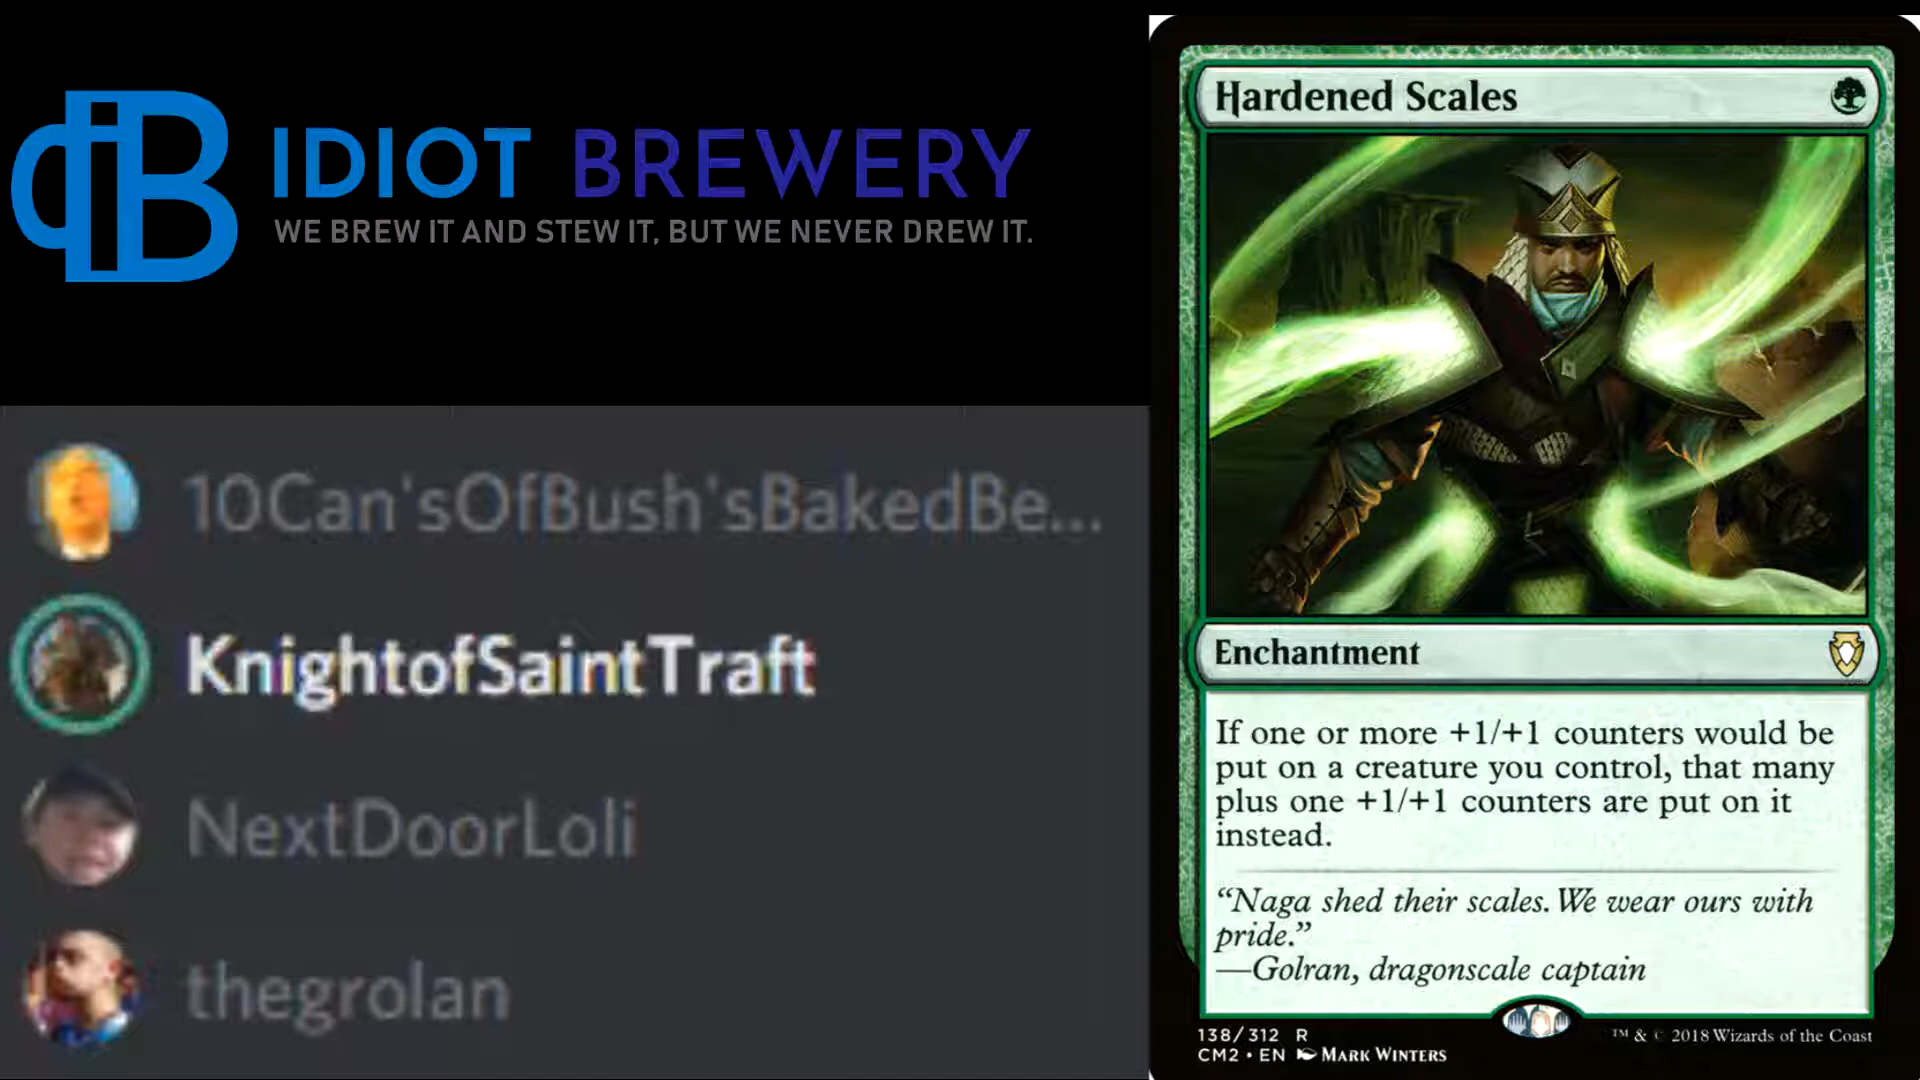 IDIOT BREWERY
WE BREW IT AND STEW IT, BUT WE NEVER DREW IT.
10Can'sOfBush'sBakedBe...
KnightofSaintTraft
NextDoorLoli
thegrolan
Hardened Scales
Enchantment
If one or more +1/+1 counters would be
put on a creature you control, that many
plus one +1/+1 counters are put on it
instead.
“Naga shed their scales. We wear ours with
pride.”
—Golran, dragonscale captain
138/312 R
CM2 • EN MARK WINTERS
™ & © 2018 Wizards of the Coast